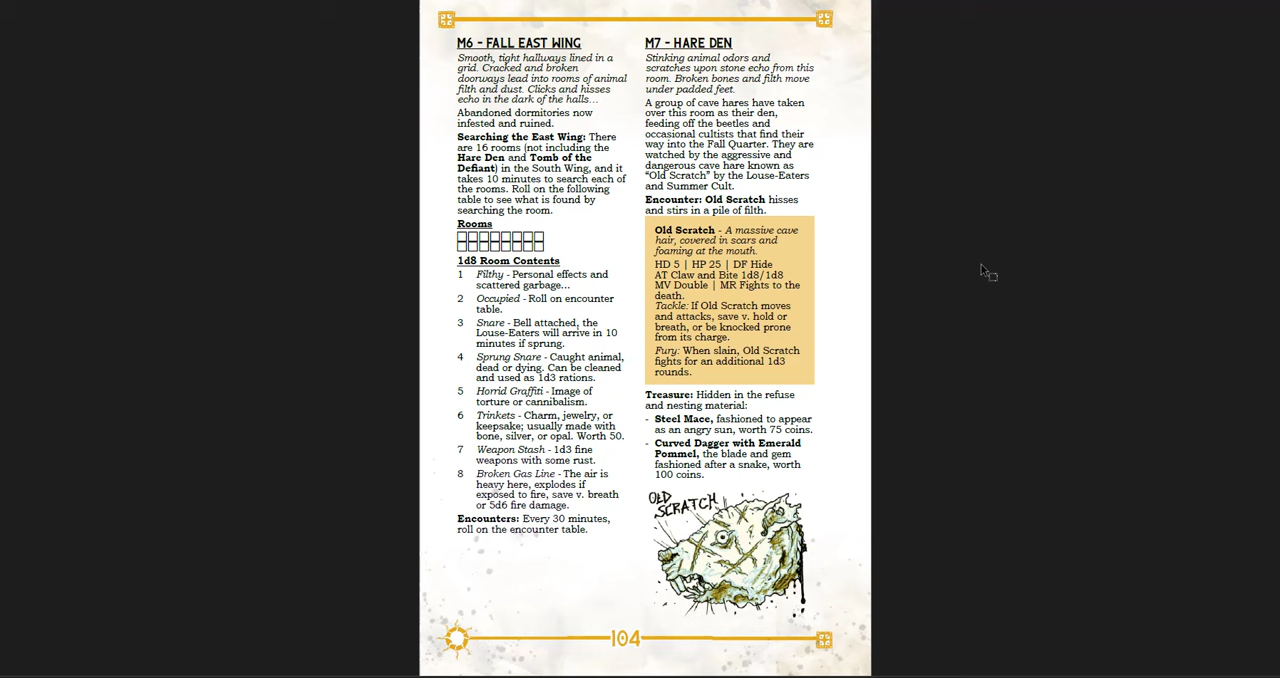 M6 - FALL EAST WING
Smooth, tight hallways lined in a
grid. Cracked and broken
doorways lead into rooms of animal
filth and dust. Clicks and hisses
echo in the dark of the halls...
Abandoned dormitories now
infested and ruined.
Searching the East Wing: There
are 16 rooms (not including the
Hare Den and Tomb of the
Defiant) in the South Wing, and it
takes 10 minutes to search each of
the rooms. Roll on the following
table to see what is found by
searching the room.
Rooms
1d8 Room Contents
1 Filthy - Personal effects and
scattered garbage...
2 Occupied - Roll on encounter
table.
3 Snare - Bell attached, the
Louse-Eaters will arrive in 10
minutes if sprung.
4 Sprung Snare - Caught animal,
dead or dying. Can be cleaned
and used as 1d3 rations.
5 Horrid Graffiti - Image of
torture or cannibalism.
6 Trinkets - Charm, jewelry, or
keepsake; usually made with
bone, silver, or opal. Worth 50.
7 Weapon Stash - 1d3 fine
weapons with some rust.
8 Broken Gas Line - The air is
heavy here, explodes if
exposed to fire, save v. breath
or 5d6 fire damage.
Encounters: Every 30 minutes,
roll on the encounter table.
M7 - HARE DEN
Stinking animal odors and
scratches upon stone echo from this
room. Broken bones and filth move
under padded feet.
A group of cave hares have taken
over this room as their den,
feeding off the beetles and
occasional cultists that find their
way into the Fall Quarter. They are
watched by the aggressive and
dangerous cave hare known as
“Old Scratch” by the Louse-Eaters
and Summer Cult.
Encounter: Old Scratch hisses
and stirs in a pile of filth.
Old Scratch - A massive cave
hair, covered in scars and
foaming at the mouth.
HD 5 | HP 25 | DF Hide
AT Claw and Bite 1d8/1d8
MV Double | MR Fights to the
death.
Tackle: If Old Scratch moves
and attacks, save v. hold or
breath, or be knocked prone
from its charge.
Fury: When slain, Old Scratch
fights for an additional 1d3
rounds.
Treasure: Hidden in the refuse
and nesting material:
- Steel Mace, fashioned to appear
as an angry sun, worth 75 coins.
- Curved Dagger with Emerald
Pommel, the blade and gem
fashioned after a snake, worth
100 coins.
OLD
SCRATCH
104